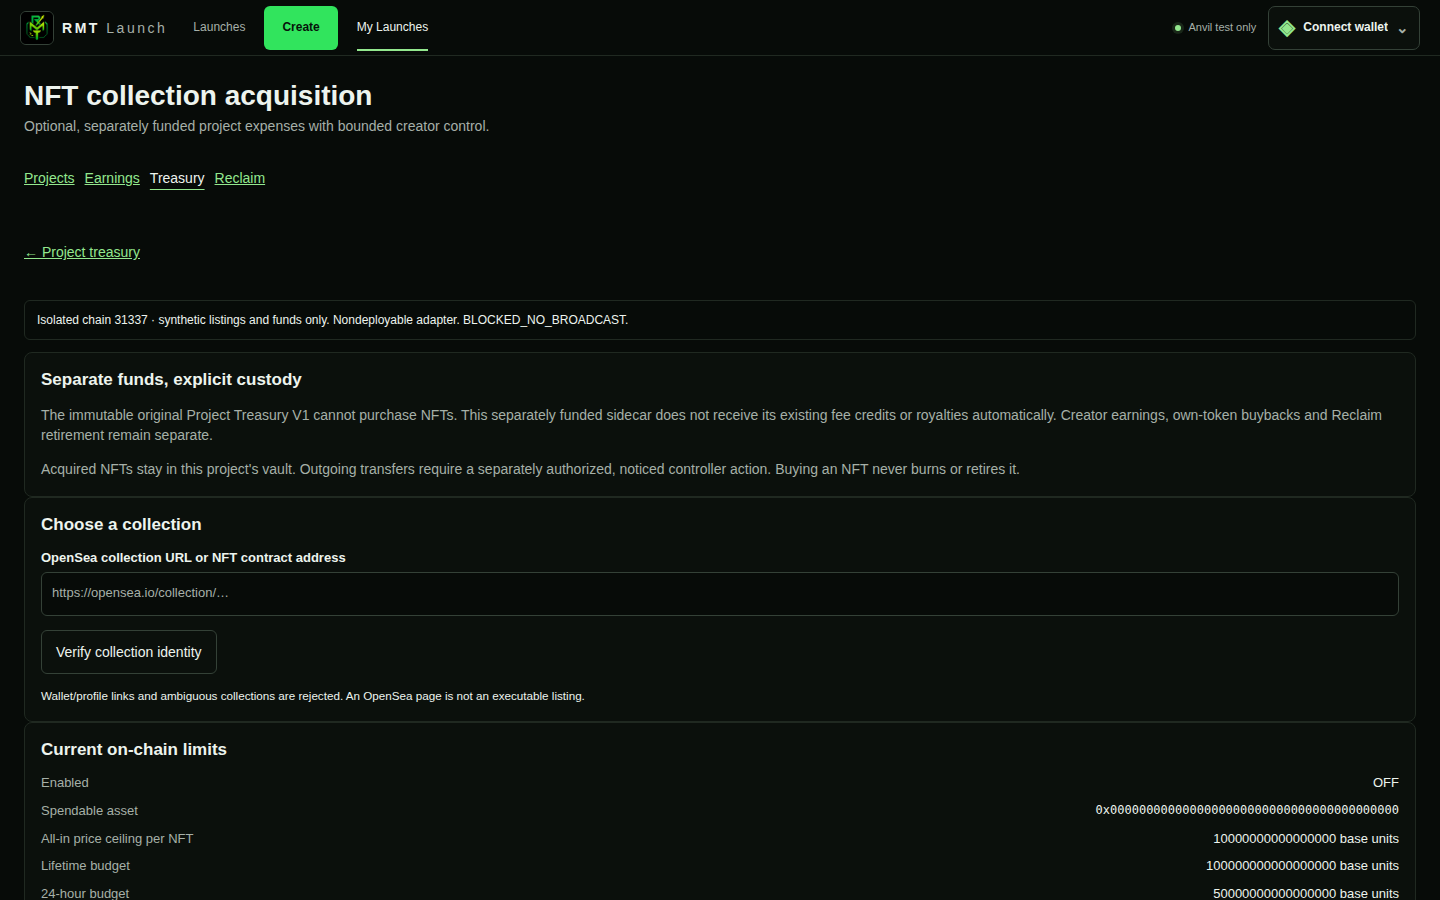 RMT Launch
Launches
Create
My Launches
Anvil test only
Connect wallet
NFT collection acquisition
Optional, separately funded project expenses with bounded creator control.
Projects Earnings Treasury Reclaim
← Project treasury
Isolated chain 31337 · synthetic listings and funds only. Nondeployable adapter. BLOCKED_NO_BROADCAST.
Separate funds, explicit custody
The immutable original Project Treasury V1 cannot purchase NFTs. This separately funded sidecar does not receive its existing fee credits or royalties automatically. Creator earnings, own-token buybacks and Reclaim
retirement remain separate.
Acquired NFTs stay in this project's vault. Outgoing transfers require a separately authorized, noticed controller action. Buying an NFT never burns or retires it.
Choose a collection
OpenSea collection URL or NFT contract address
https://opensea.io/collection/…
Verify collection identity
Wallet/profile links and ambiguous collections are rejected. An OpenSea page is not an executable listing.
Current on-chain limits
Enabled OFF
Spendable asset 0x0000000000000000000000000000000000000000
All-in price ceiling per NFT 10000000000000000 base units
Lifetime budget 100000000000000000 base units
24-hour budget 50000000000000000 base units